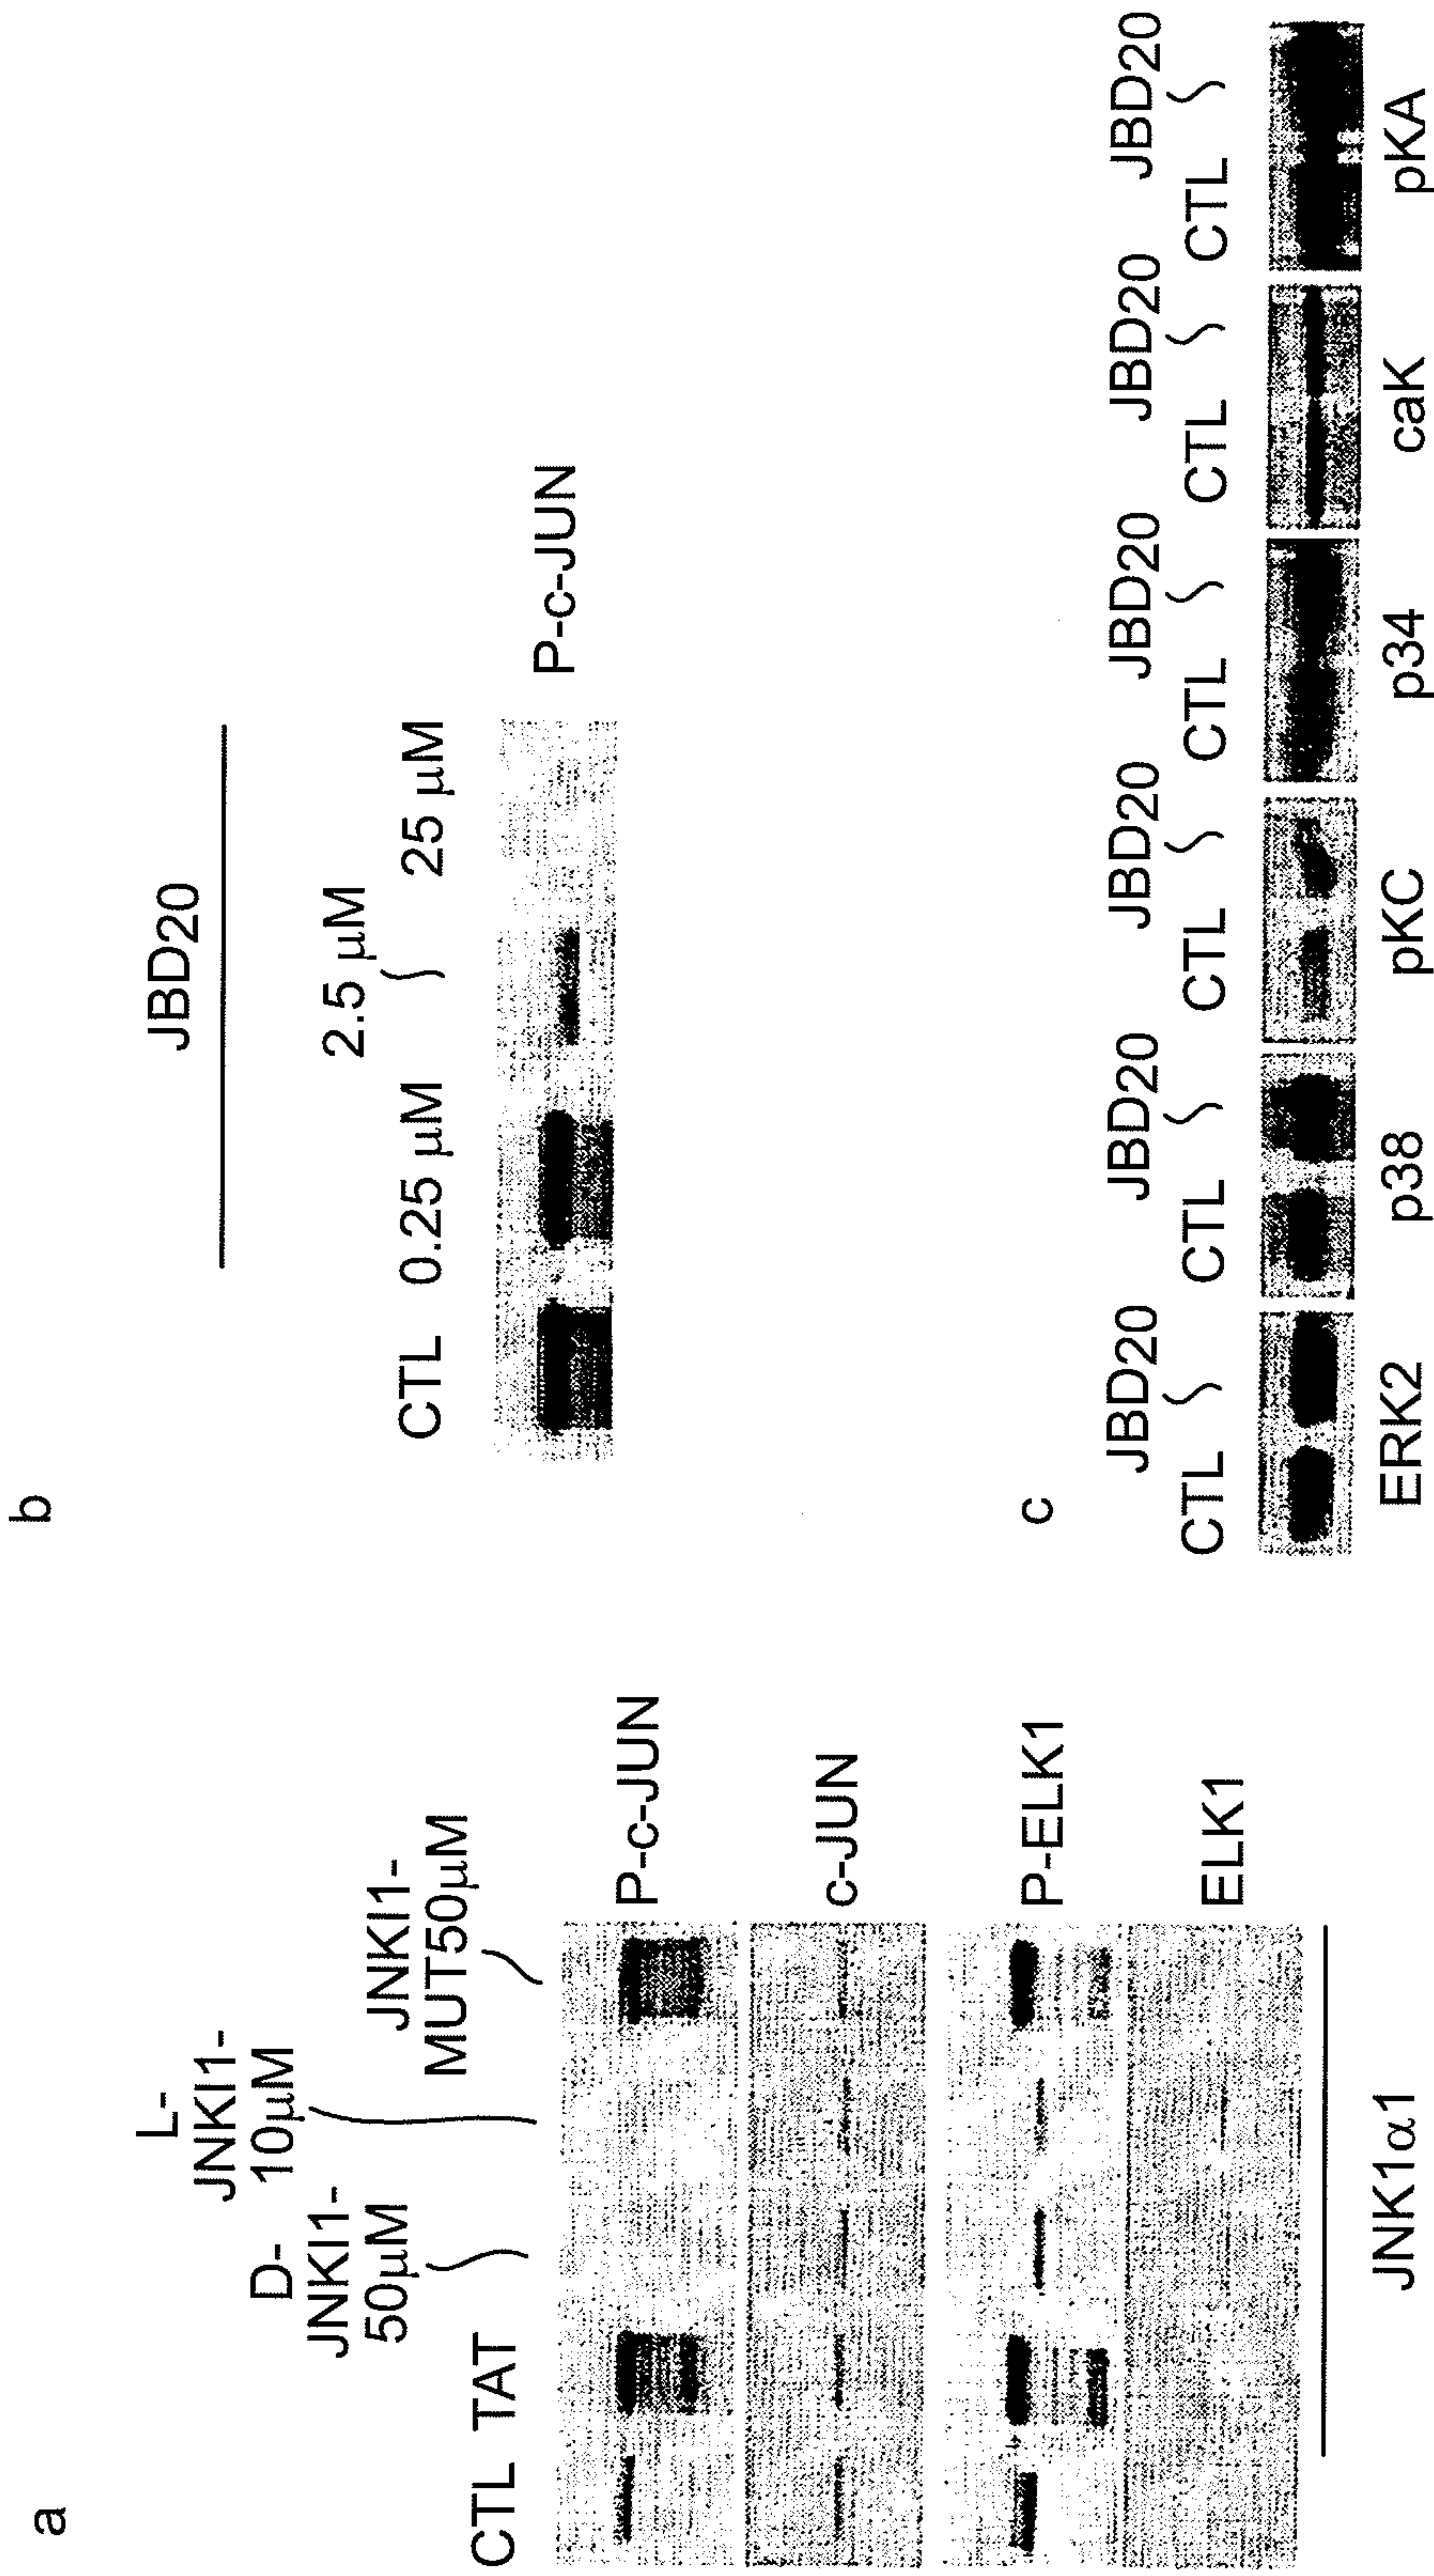 a
D-
JNKI1-
50μM
L-
JNKI1-
10μM
JNKI1-
MUT50μM
CTL TAT
P-c-JUN
c-JUN
P-ELK1
ELK1
JNK1α1
b
JBD20
2.5 μM
CTL 0.25 μM 25 μM
P-c-JUN
c
JBD20 JBD20 JBD20 JBD20 JBD20 JBD20
CTL CTL CTL CTL CTL CTL
ERK2 p38 pKC p34 caK pKA